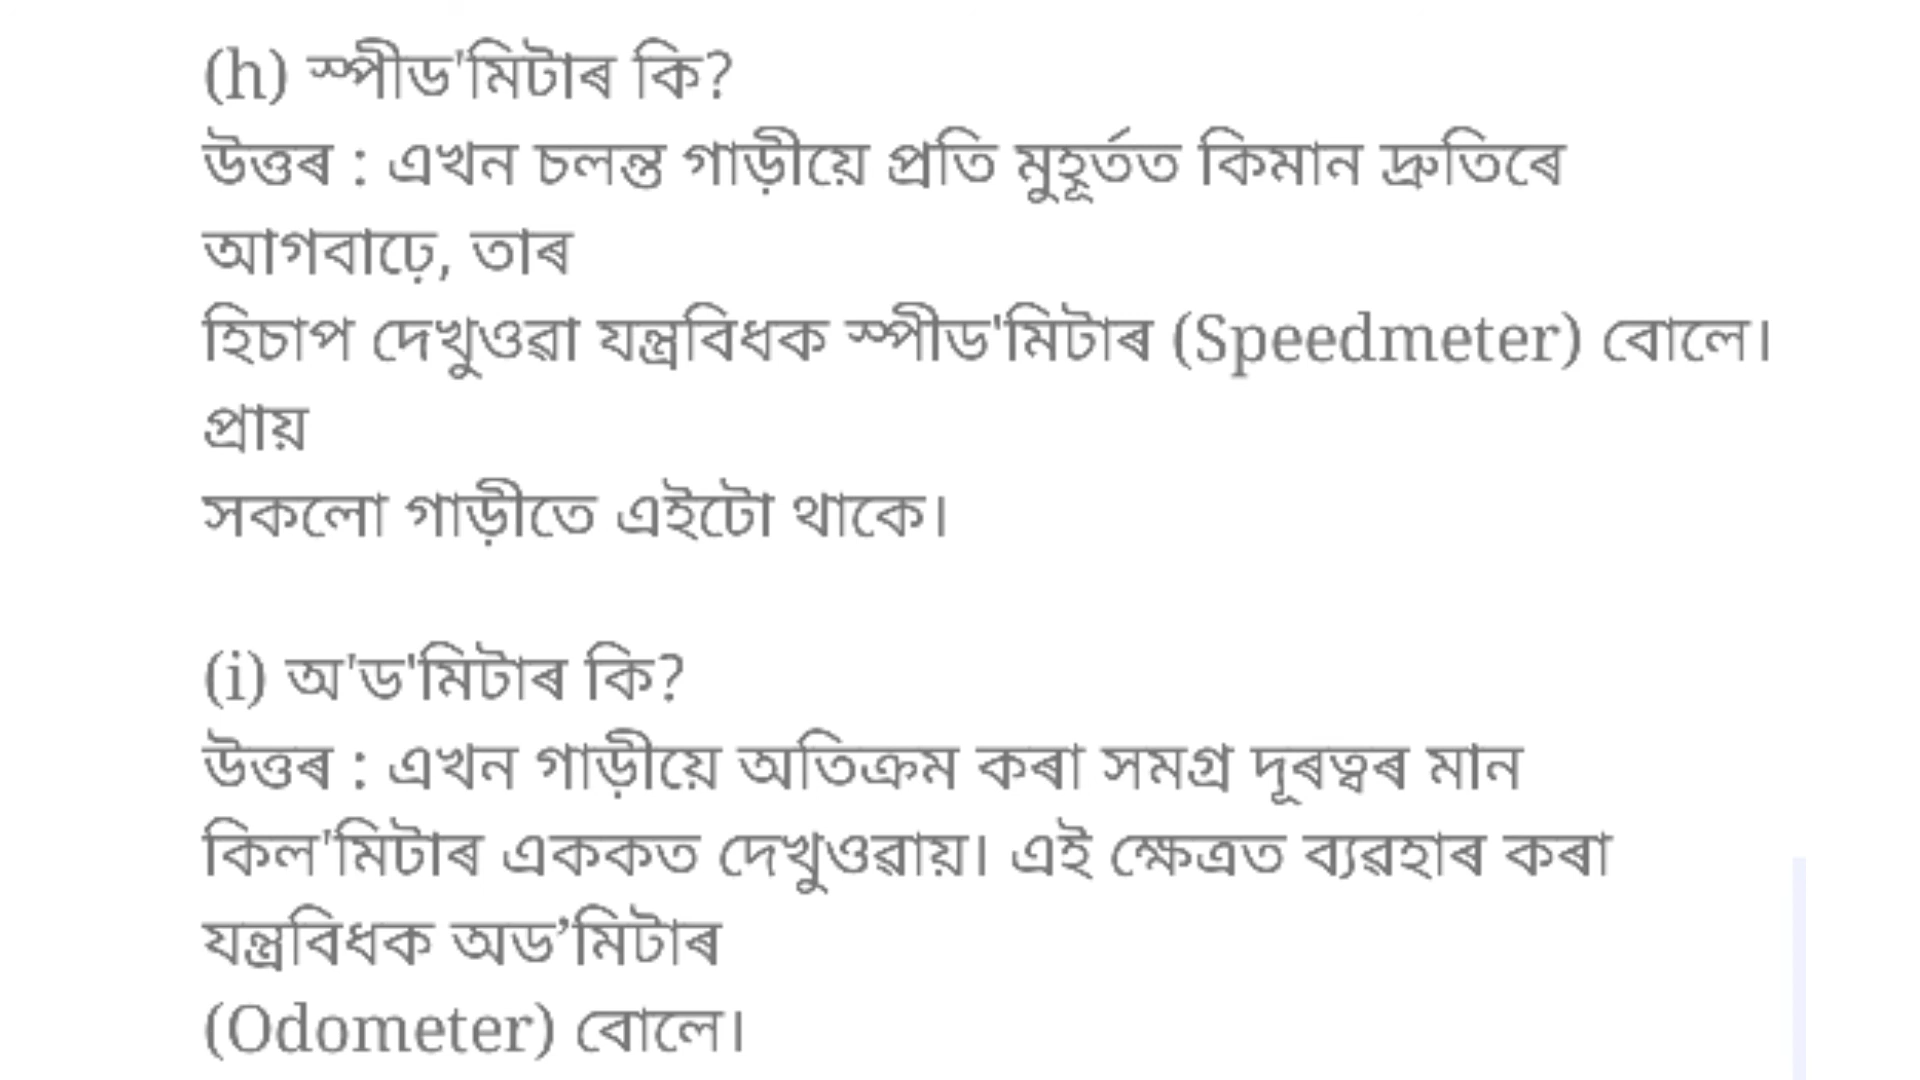 (h) স্পীড'মিটাৰ কি?
উত্তৰ : এখন চলন্ত গাড়ীয়ে প্ৰতি মুহূৰ্তত কিমান দ্ৰুতিৰে
আগবাঢ়ে, তাৰ
হিচাপ দেখুওৱা যন্ত্ৰবিধক স্পীড'মিটাৰ (Speedmeter) বোলে।
প্ৰায়
সকলো গাড়ীতে এইটো থাকে।
(i) অ'ড'মিটাৰ কি?
উত্তৰ : এখন গাড়ীয়ে অতিক্ৰম কৰা সমগ্ৰ দূৰত্বৰ মান
কিল'মিটাৰ এককত দেখুওৱায়। এই ক্ষেত্ৰত ব্যৱহাৰ কৰা
যন্ত্ৰবিধক অড’মিটাৰ
(Odometer) বোলে।